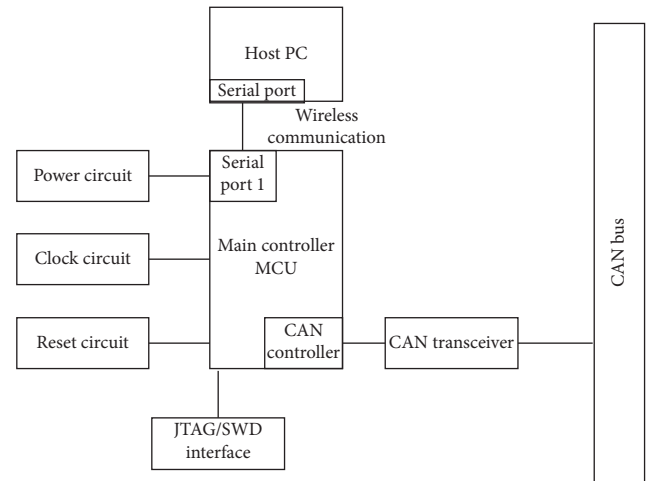 Host PC
Serial port
Wireless
communication
Power circuit
Serial
port 1
Clock circuit
Main controller
MCU
Reset circuit
CAN
controller
CAN transceiver
CAN bus
JTAG/SWD
interface